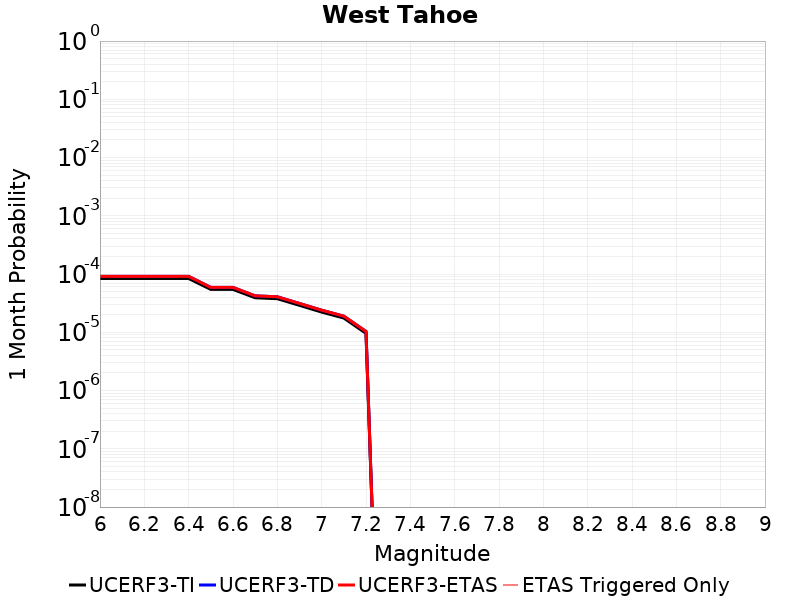 West Tahoe
1 Month Probability
10^0
10^-1
10^-2
10^-3
10^-4
10^-5
10^-6
10^-7
10^-8
6 6.2 6.4 6.6 6.8 7 7.2 7.4 7.6 7.8 8 8.2 8.4 8.6 8.8 9
Magnitude
UCERF3-TI UCERF3-TD UCERF3-ETAS ETAS Triggered Only